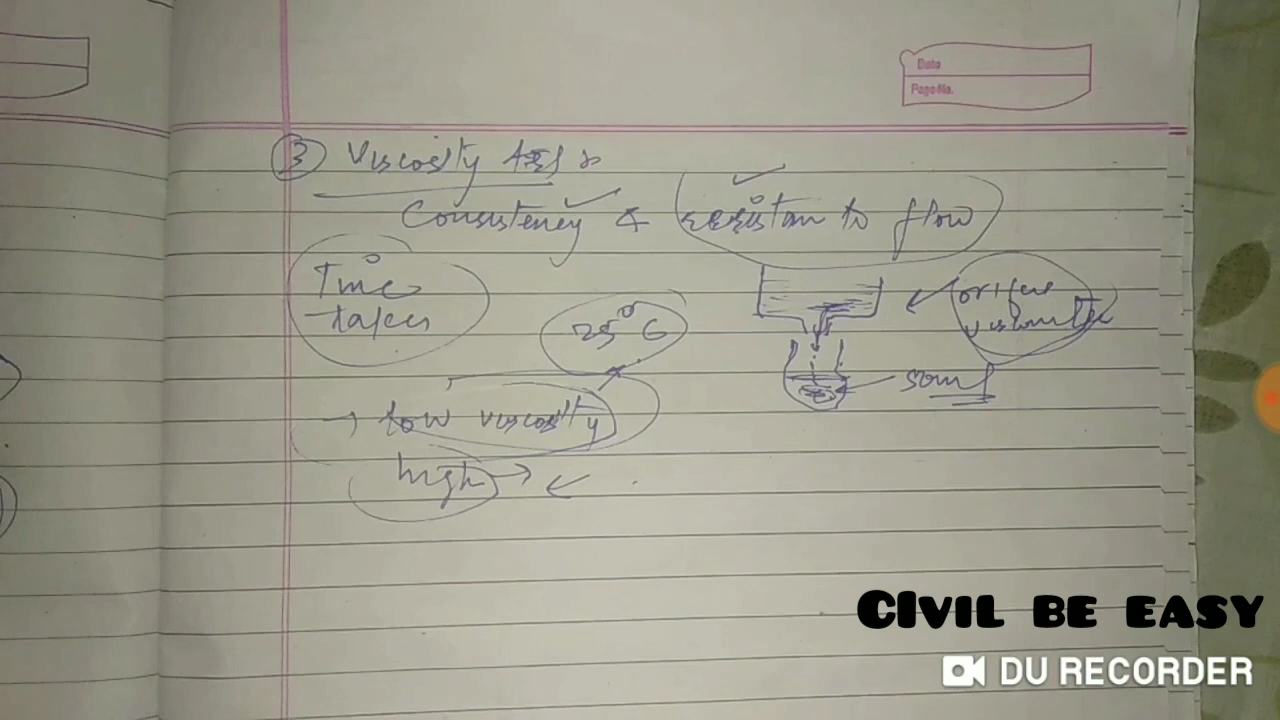 Date
Page No.
③ Viscosity test
Consistency & resistan to flow
Time
taken
25°C
orifice
viscometer
50ml
→ low viscosity
high →
CIVIL BE EASY
DU RECORDER